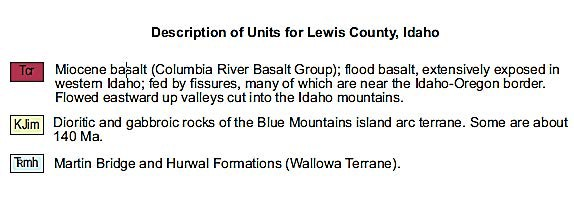 Description of Units for Lewis County, Idaho
Tcr Miocene basalt (Columbia River Basalt Group); flood basalt, extensively exposed in
western Idaho; fed by fissures, many of which are near the Idaho-Oregon border.
Flowed eastward up valleys cut into the Idaho mountains.
KJim Dioritic and gabbroic rocks of the Blue Mountains island arc terrane. Some are about
140 Ma.
Martin Bridge and Hurwal Formations (Wallowa Terrane).